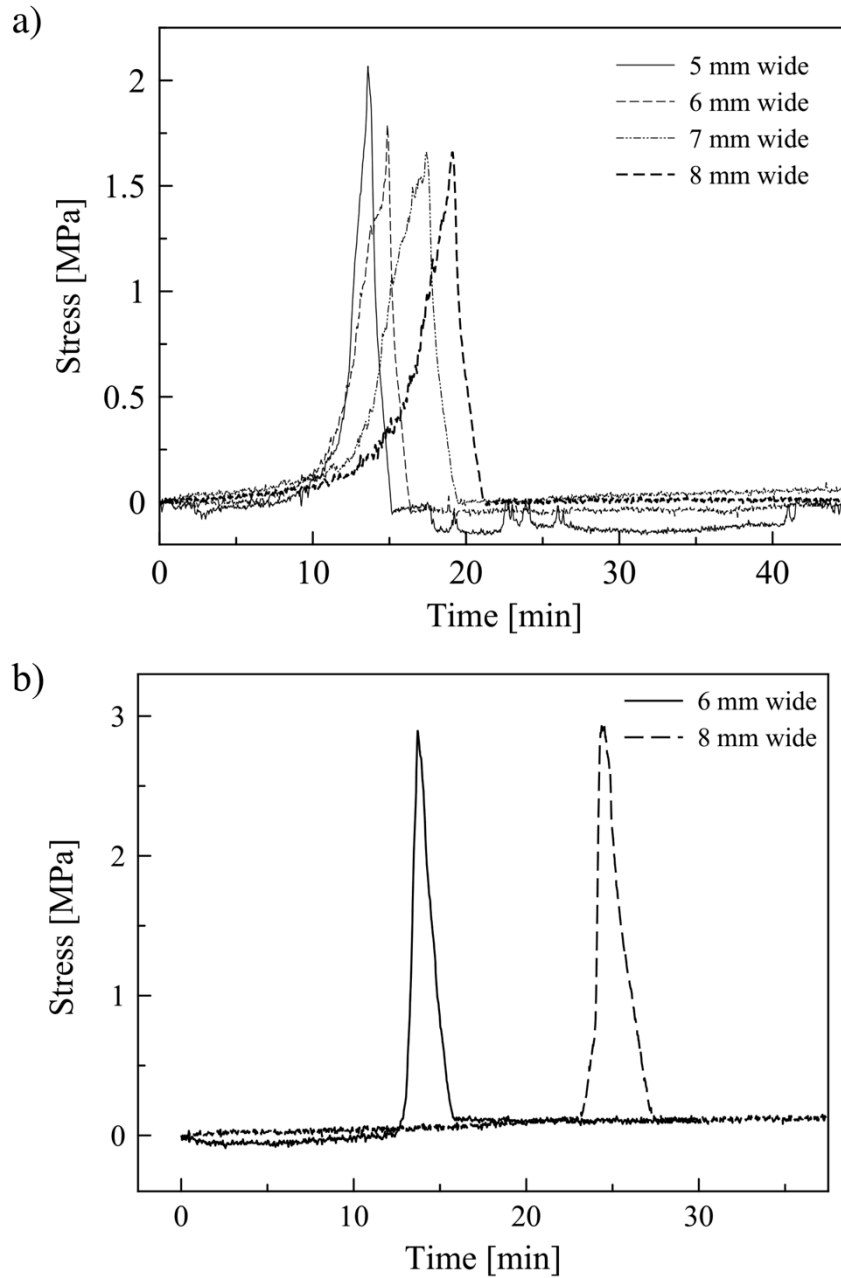 a)
5 mm wide
6 mm wide
7 mm wide
8 mm wide
2
1.5
1
0.5
0
Stress [MPa]
0 10 20 30 40
Time [min]
b)
6 mm wide
8 mm wide
3
2
1
0
Stress [MPa]
0 10 20 30
Time [min]